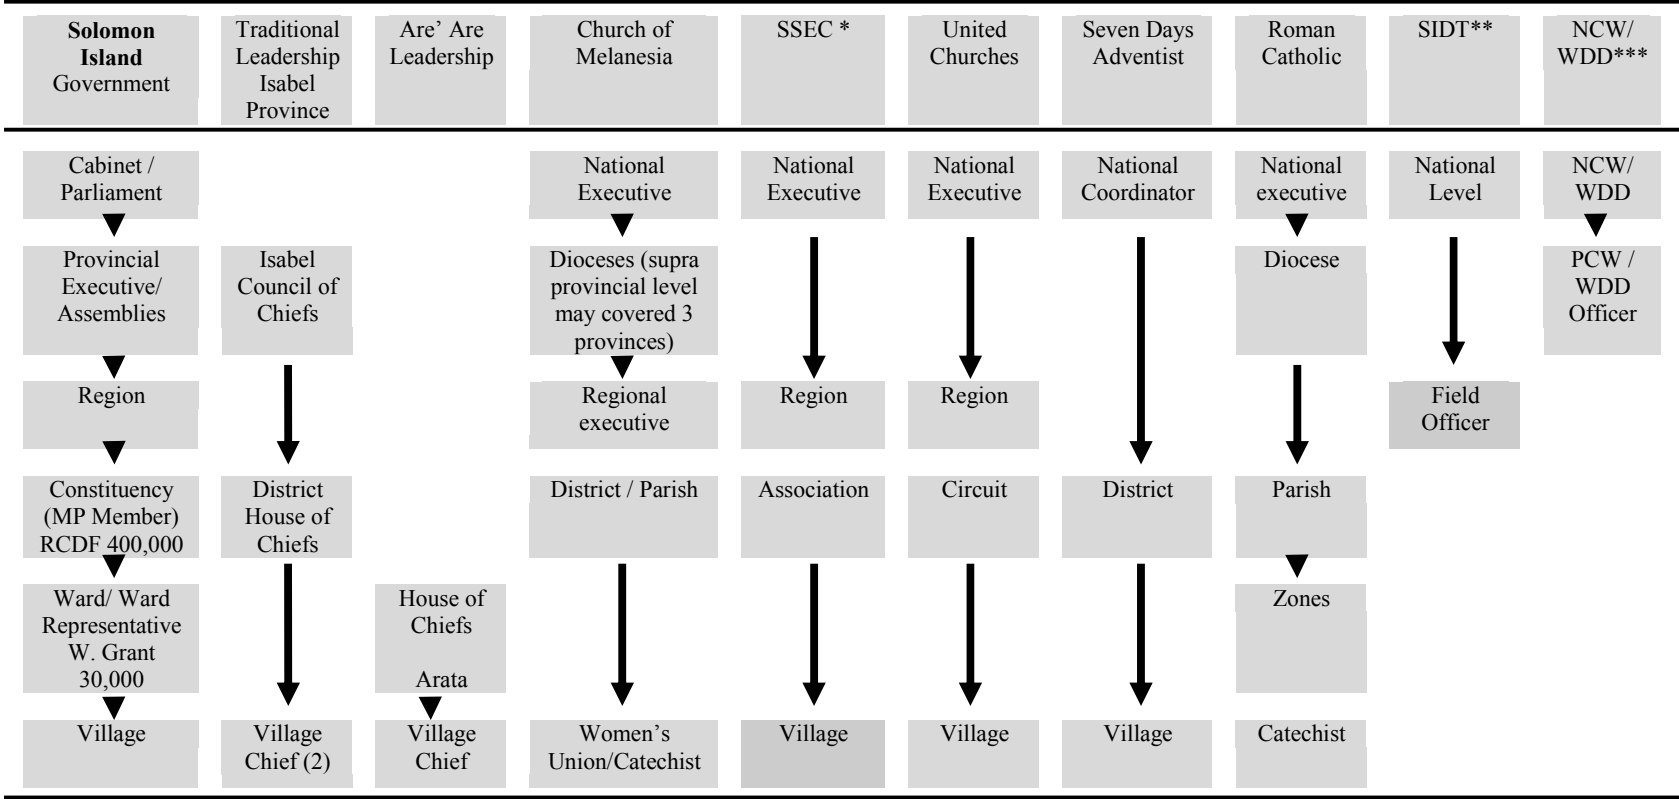 Solomon
Island
Government
Traditional
Leadership
Isabel
Province
Are’ Are
Leadership
Church of
Melanesia
SSEC *
United
Churches
Seven Days
Adventist
Roman
Catholic
SIDT**
NCW/
WDD***
Cabinet /
Parliament
National
Executive
National
Executive
National
Executive
National
Coordinator
National
executive
National
Level
NCW/
WDD
Provincial
Executive/
Assemblies
Isabel
Council of
Chiefs
Dioceses (supra
provincial level
may covered 3
provinces)
Diocese
PCW /
WDD
Officer
Region
Regional
executive
Region
Region
Field
Officer
Constituency
(MP Member)
RCDF 400,000
District
House of
Chiefs
District / Parish
Association
Circuit
District
Parish
Ward/ Ward
Representative
W. Grant
30,000
House of
Chiefs
Arata
Zones
Village
Village
Chief (2)
Village
Chief
Women’s
Union/Catechist
Village
Village
Village
Catechist